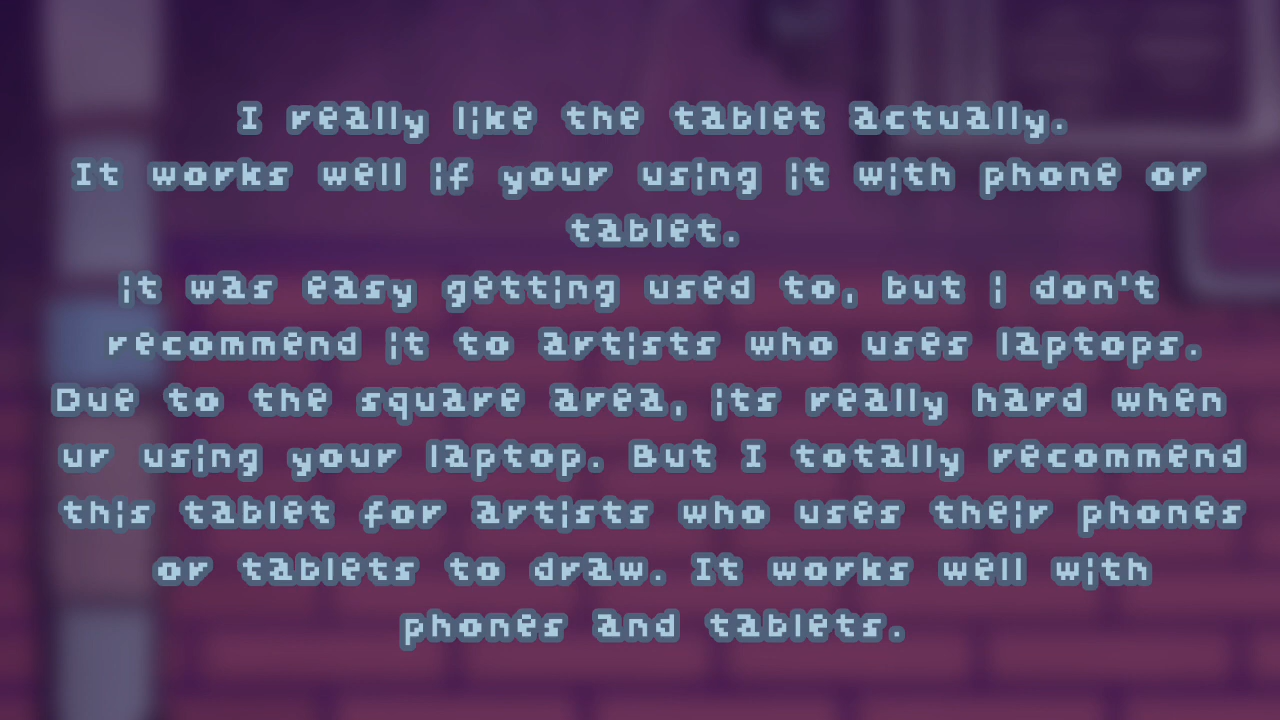 I really like the tablet actually.
It works well if your using it with phone or
tablet.
it was easy getting used to, but i don't
recommend it to artists who uses laptops.
Due to the square area, its really hard when
ur using your laptop. But I totally recommend
this tablet for artists who uses their phones
or tablets to draw. It works well with
phones and tablets.